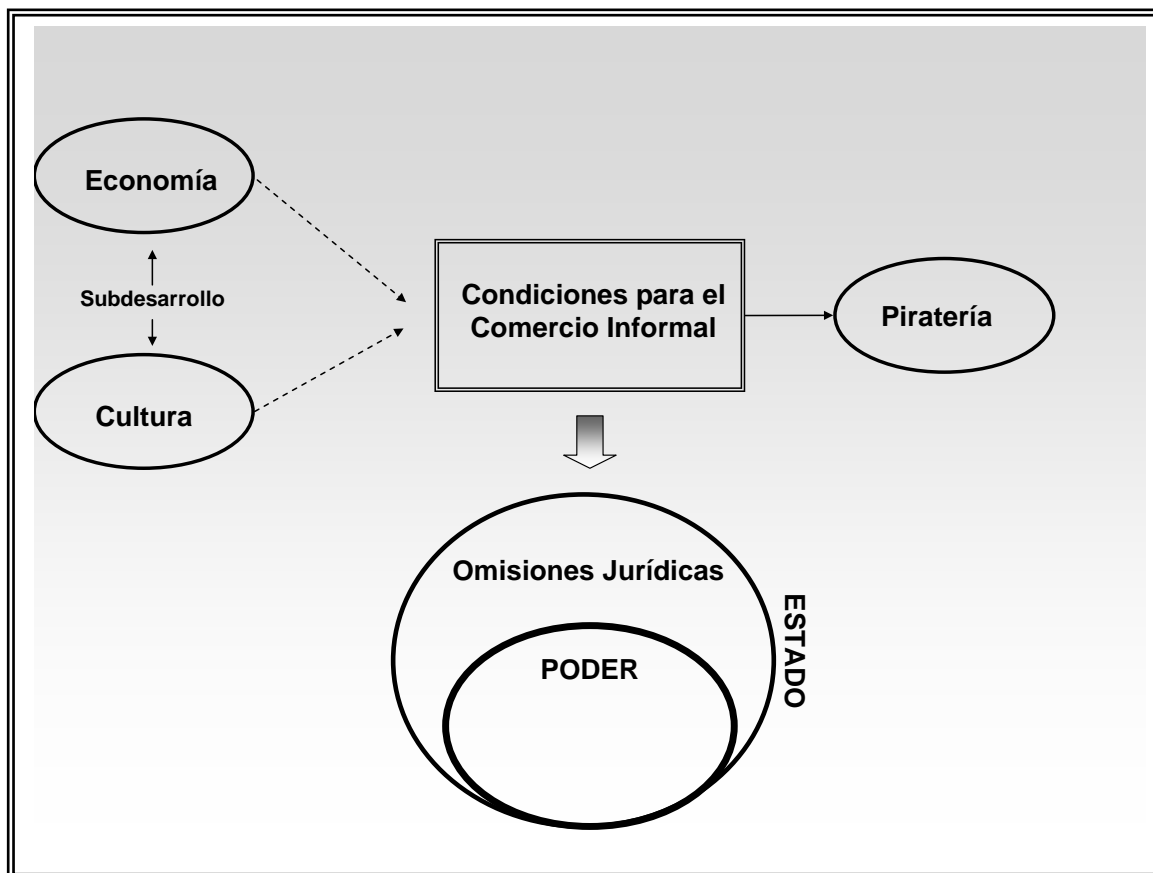 Economía
Subdesarrollo
Cultura
Condiciones para el
Comercio Informal
Piratería
Omisiones Jurídicas
PODER
ESTADO